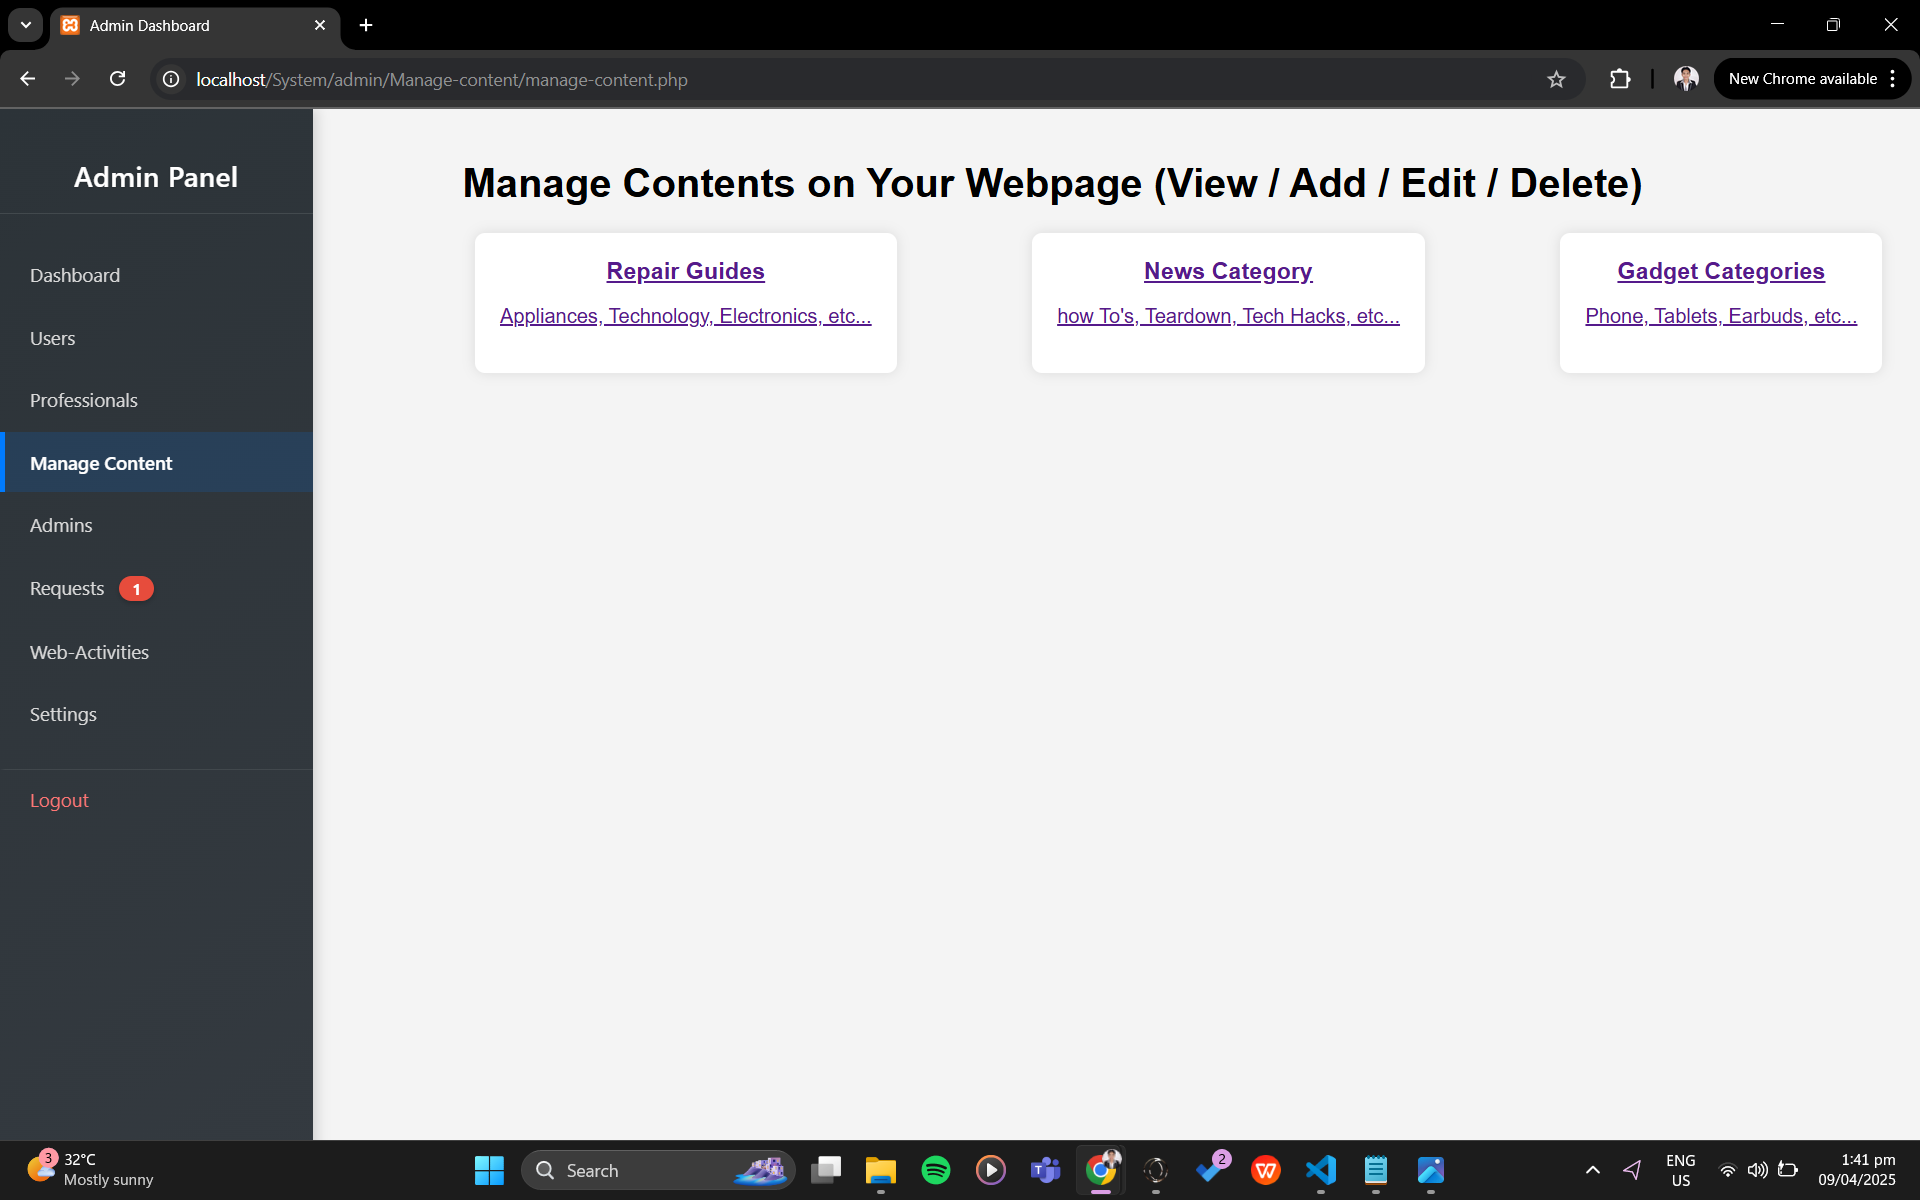 Admin Dashboard
localhost/System/admin/Manage-content/manage-content.php
New Chrome available
Admin Panel
Dashboard
Users
Professionals
Manage Content
Admins
Requests 1
Web-Activities
Settings
Logout
Manage Contents on Your Webpage (View / Add / Edit / Delete)
Repair Guides
Appliances, Technology, Electronics, etc...
News Category
how To's, Teardown, Tech Hacks, etc...
Gadget Categories
Phone, Tablets, Earbuds, etc...
3
32°C
Mostly sunny
Search
2
ENG
US
1:41 pm
09/04/2025